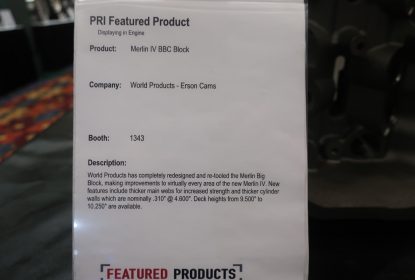 PRI Featured Product
Displaying in Engine
Product: Merlin IV BBC Block
Company: World Products - Erson Cams
Booth: 1343
Description:
World Products has completely redesigned and re-tooled the Merlin Big
Block, making improvements to virtually every area of the new Merlin IV. New
features include thicker main webs for increased strength and thicker cylinder
walls which are nominally .310" @ 4.600". Deck heights from 9.500" to
10.250" are available.
FEATURED PRODUCTS